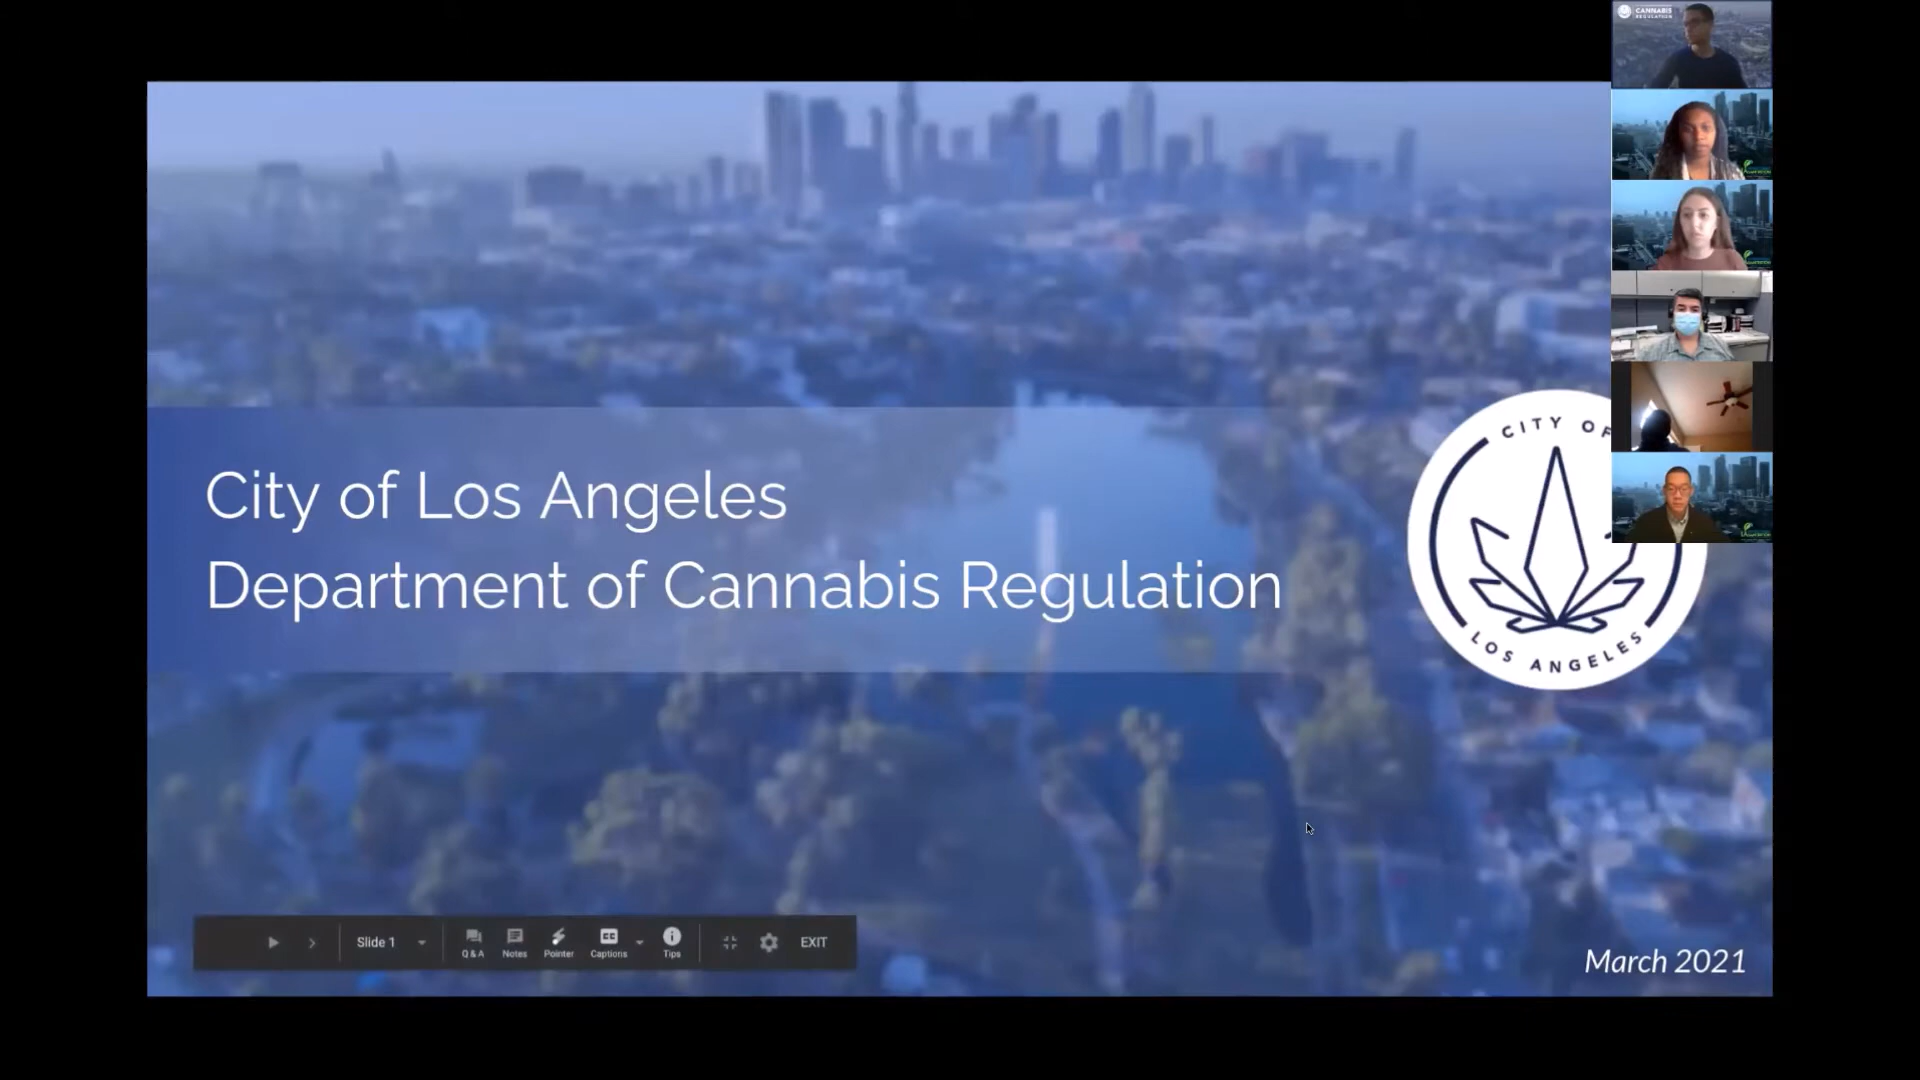 CANNABIS
REGULATION
CITY OF
City of Los Angeles
Department of Cannabis Regulation
LOS ANGELES
Slide 1
Q & A
Notes
Pointer
CC
Captions
Tips
EXIT
March 2021